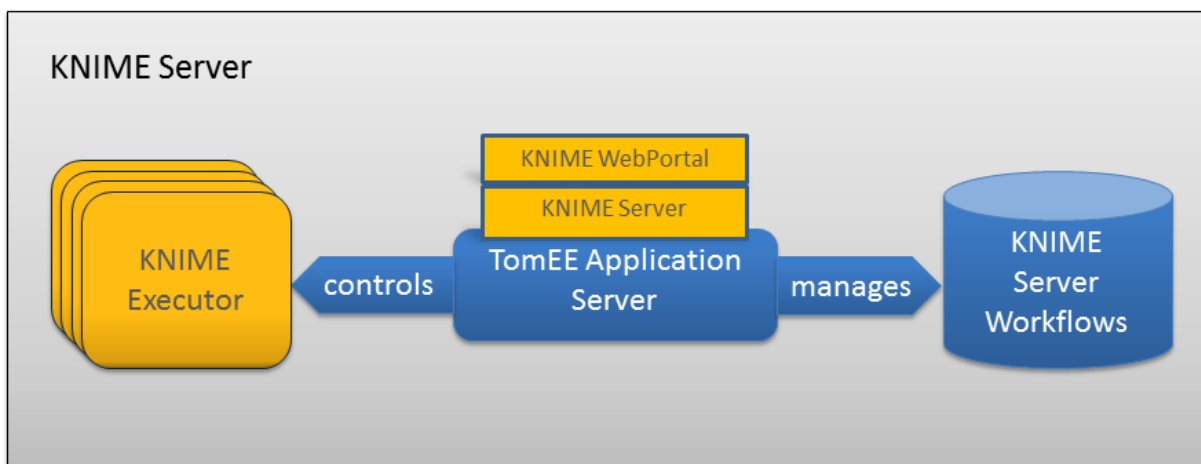 KNIME Server
KNIME WebPortal
KNIME Server
KNIME
Executor
controls
TomEE Application
Server
manages
KNIME
Server
Workflows